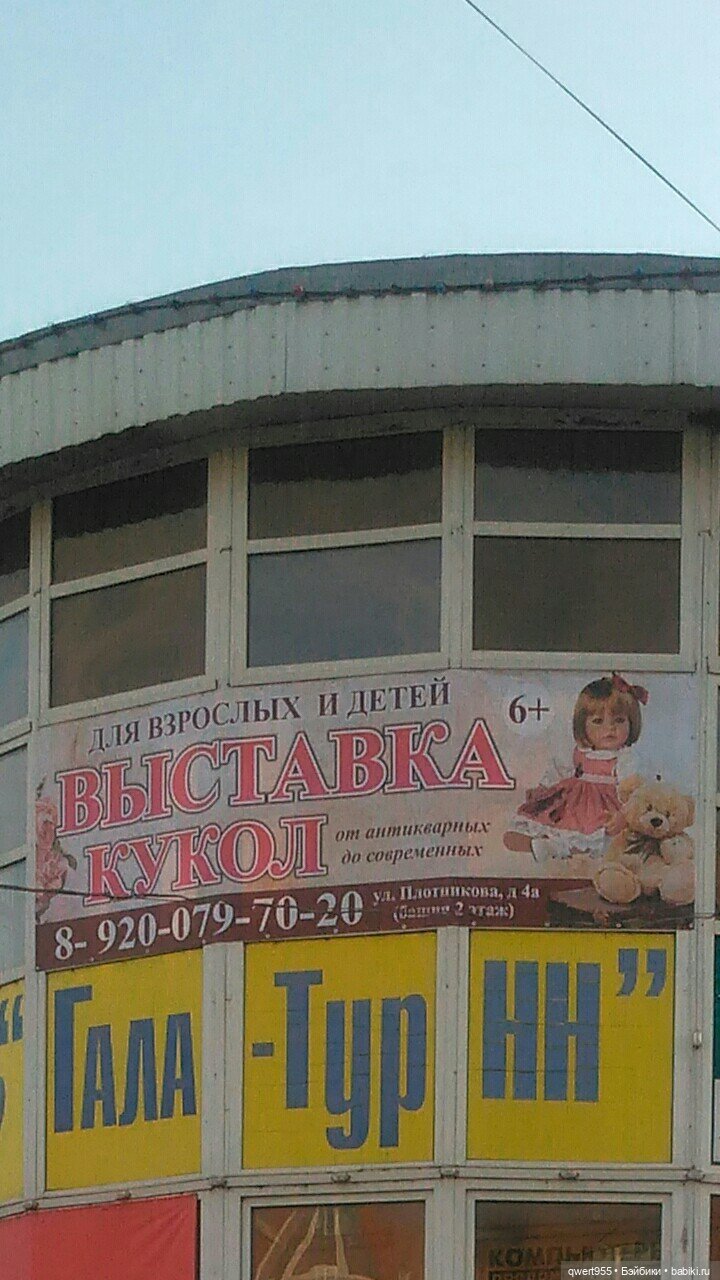 ДЛЯ ВЗРОСЛЫХ И ДЕТЕЙ
6+
ВЫСТАВКА
КУКОЛ
от антикварных
до современных
8-920-079-70-20
ул. Плотникова, д 4а
(башня 2 этаж)
“ Гала -Тур НН ”
qwert955 • Бэйбики • babiki.ru